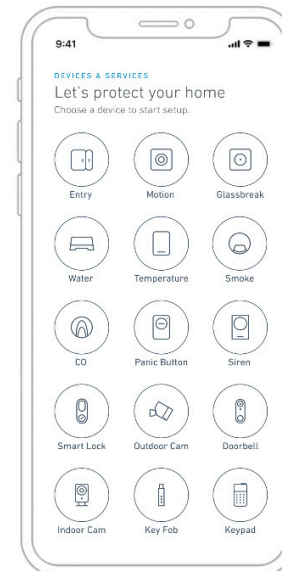 9:41
DEVICES & SERVICES
Let's protect your home
Choose a device to start setup.
Entry Motion Glassbreak
Water Temperature Smoke
CO Panic Button Siren
Smart Lock Outdoor Cam Doorbell
Indoor Cam Key Fob Keypad